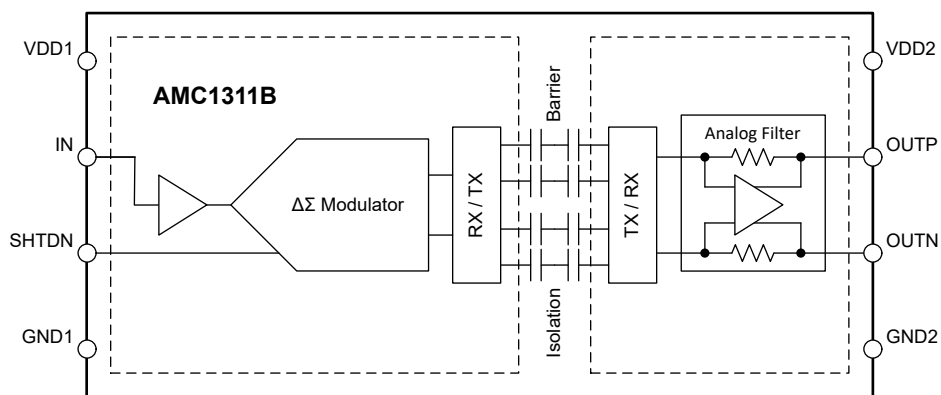 VDD1
VDD2
AMC1311B
Barrier
Analog Filter
IN
OUTP
ΔΣ Modulator
RX / TX
TX / RX
SHTDN
OUTN
Isolation
GND1
GND2